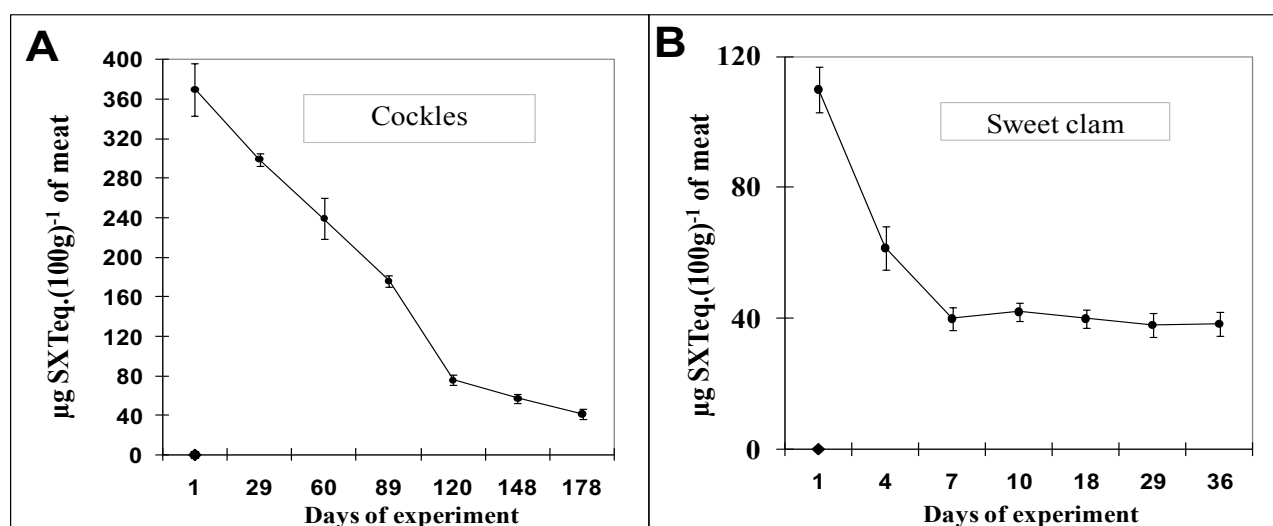 A
Cockles
µg SXTeq.(100g)⁻¹ of meat
400
360
320
280
240
200
160
120
80
40
0
1 29 60 89 120 148 178
Days of experiment
B
Sweet clam
µg SXTeq.(100g)⁻¹ of meat
120
80
40
0
1 4 7 10 18 29 36
Days of experiment